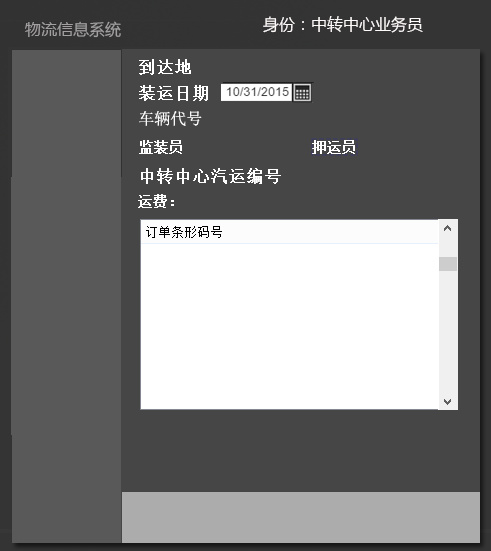 物流信息系统
身份：中转中心业务员
到达地
装运日期 10/31/2015
车辆代号
监装员 押运员
中转中心汽运编号
运费：
订单条形码号